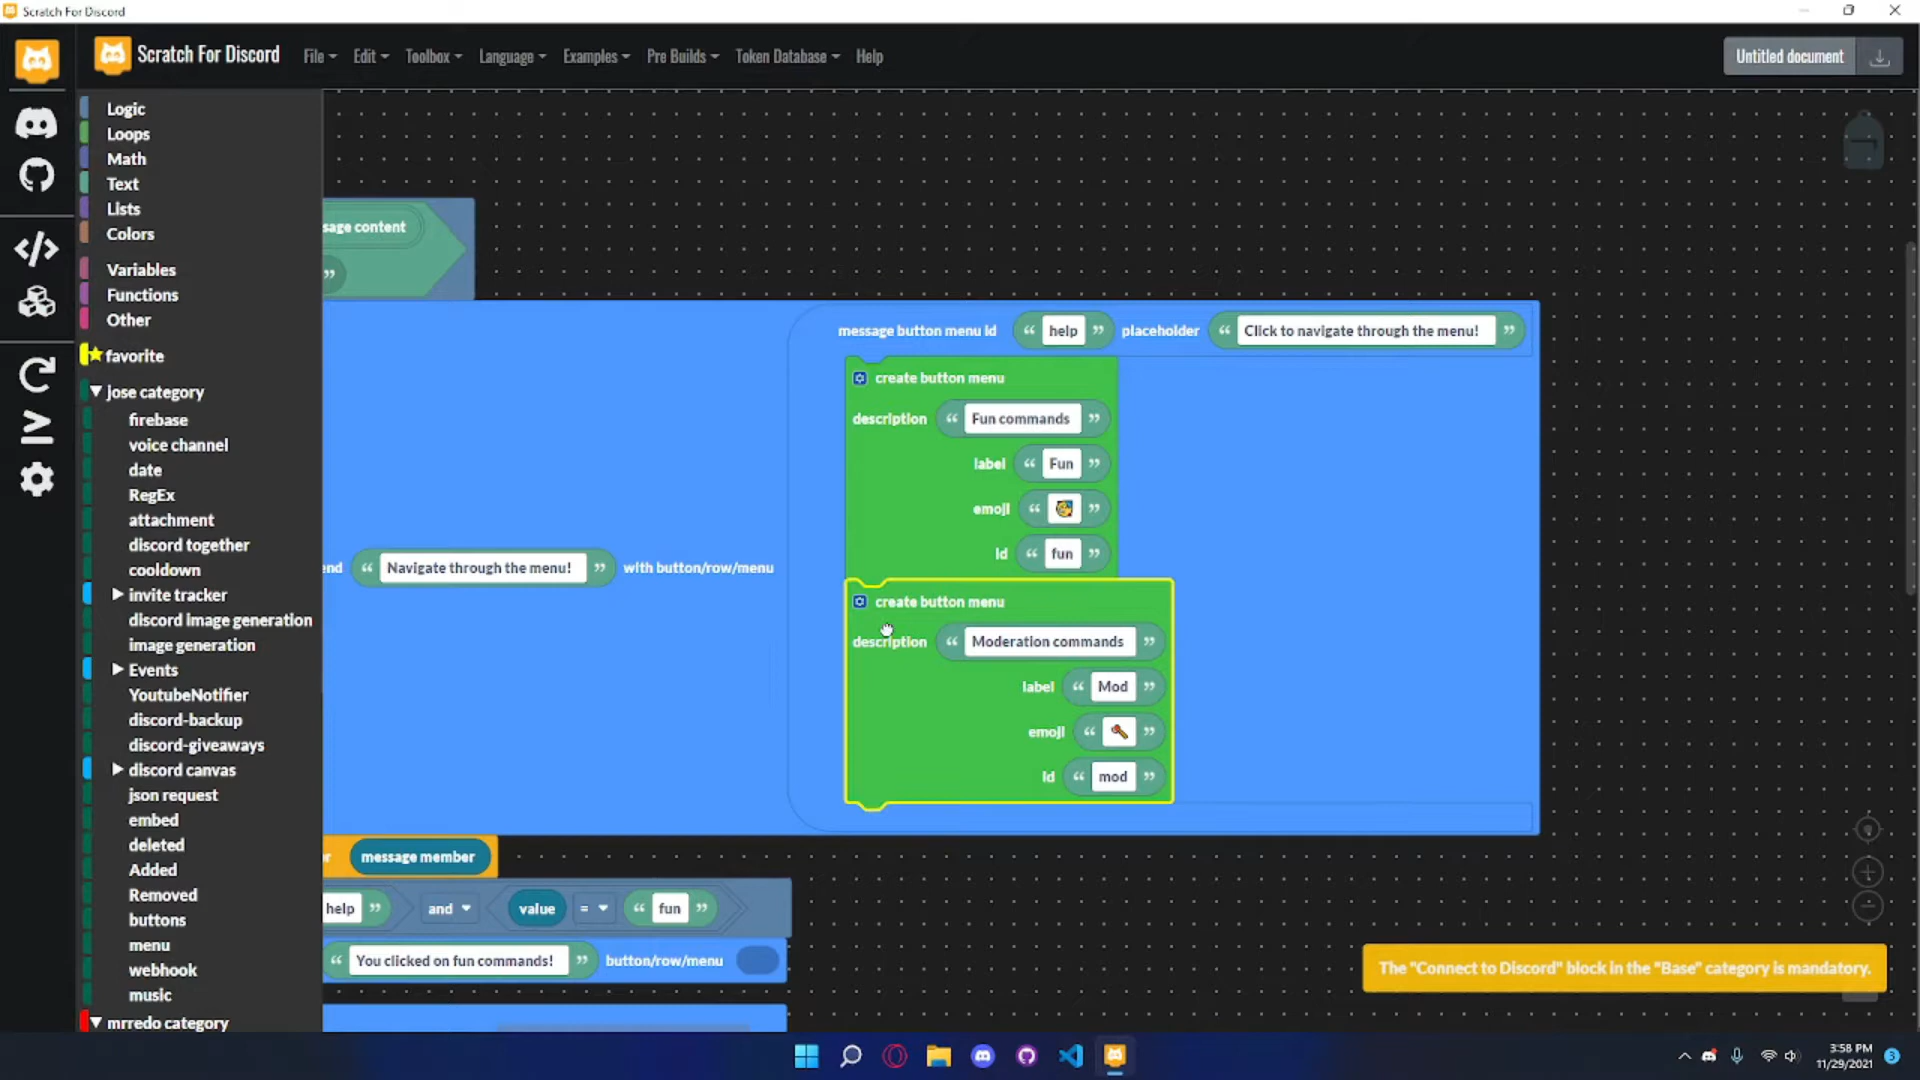 Scratch For Discord
Scratch For Discord
File
Edit
Toolbox
Language
Examples
Pre Builds
Token Database
Help
Untitled document
Logic
Loops
Math
Text
Lists
Colors
Variables
Functions
Other
favorite
jose category
firebase
voice channel
date
RegEx
attachment
discord together
cooldown
invite tracker
discord image generation
image generation
Events
YoutubeNotifier
discord-backup
discord-giveaways
discord canvas
json request
embed
deleted
Added
Removed
buttons
menu
webhook
music
mrredo category
sage content
”
message button menu id “ help ” placeholder “ Click to navigate through the menu! ”
create button menu
description “ Fun commands ”
label “ Fun ”
emoji “ 🥳 ”
id “ fun ”
end “ Navigate through the menu! ” with button/row/menu
create button menu
description “ Moderation commands ”
label “ Mod ”
emoji “ 🔨 ”
id “ mod ”
r message member
help ” and value = “ fun ”
“ You clicked on fun commands! ” button/row/menu
The "Connect to Discord" block in the "Base" category is mandatory.
3:58 PM
11/29/2021
3